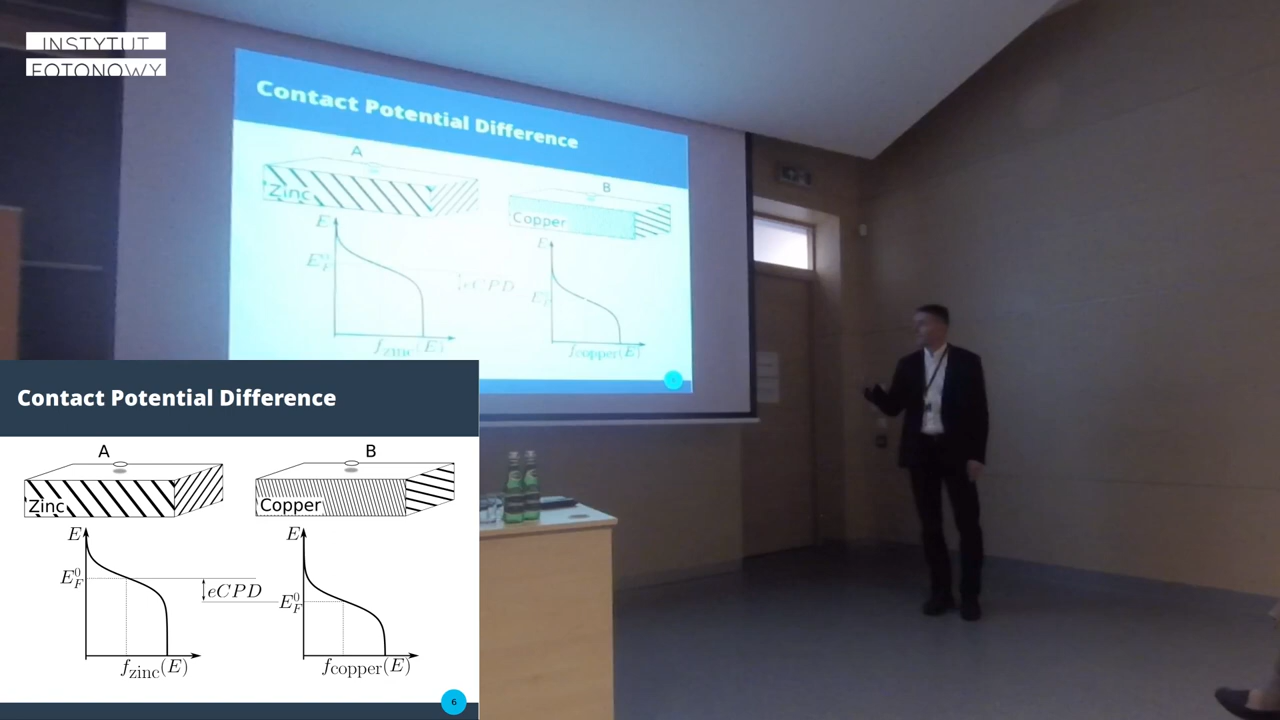 INSTYTUT
FOTONOWY
Contact Potential Difference
A
B
Zinc
Copper
E
E
E_F^0
eCPD
E_F^0
f_zinc(E)
f_copper(E)
Contact Potential Difference
A
B
Zinc
Copper
E
E
E_F^0
eCPD
E_F^0
f_zinc(E)
f_copper(E)
6